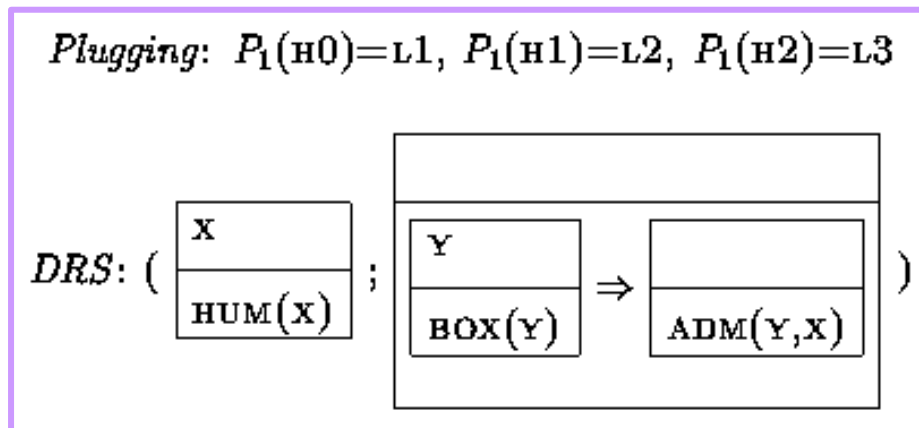 Plugging: P₁(H0)=L1, P₁(H1)=L2, P₁(H2)=L3
X
Y
DRS: ( ; ⇒ )
HUM(X)
BOX(Y)
ADM(Y,X)